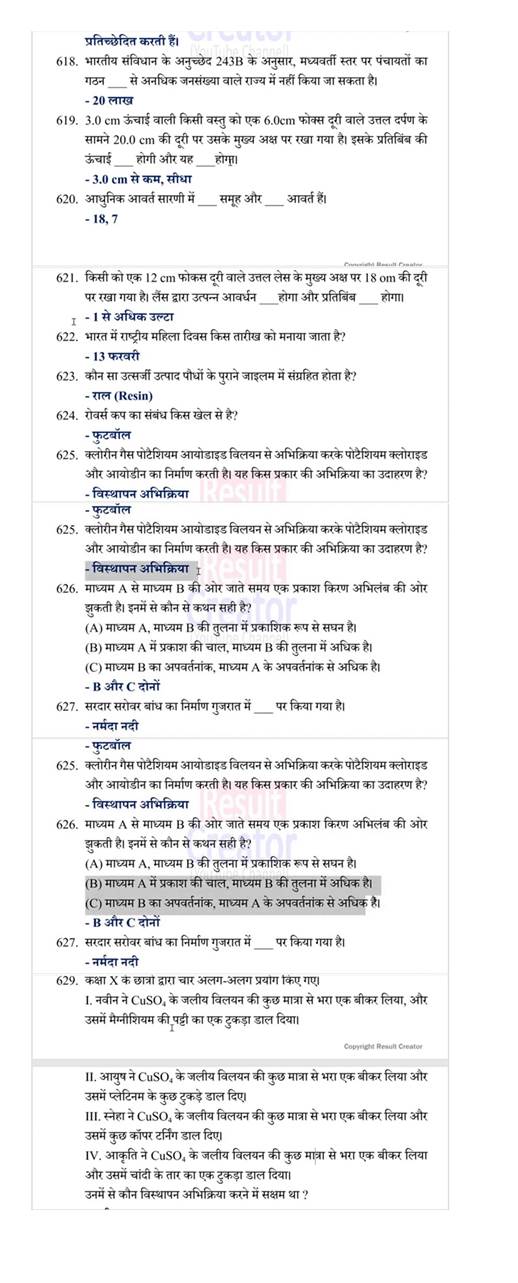 प्रतिच्छेदित करती हैं।
618. भारतीय संविधान के अनुच्छेद 243B के अनुसार, मध्यवर्ती स्तर पर पंचायतों का
गठन ____ से अनधिक जनसंख्या वाले राज्य में नहीं किया जा सकता है।
- 20 लाख
619. 3.0 cm ऊंचाई वाली किसी वस्तु को एक 6.0cm फोक्स दूरी वाले उत्तल दर्पण के
सामने 20.0 cm की दूरी पर उसके मुख्य अक्ष पर रखा गया है। इसके प्रतिबिंब की
ऊंचाई ____ होगी और यह ____होगा।
- 3.0 cm से कम, सीधा
620. आधुनिक आवर्त सारणी में ____ समूह और ____ आवर्त हैं।
- 18, 7
Copyright Result Creator
621. किसी को एक 12 cm फोकस दूरी वाले उत्तल लेस के मुख्य अक्ष पर 18 om की दूरी
पर रखा गया है। लैंस द्वारा उत्पन्न आवर्धन ____होगा और प्रतिबिंब ____ होगा।
- 1 से अधिक उल्टा
622. भारत में राष्ट्रीय महिला दिवस किस तारीख को मनाया जाता है?
- 13 फरवरी
623. कौन सा उत्सर्जी उत्पाद पौधों के पुराने जाइलम में संग्रहित होता है?
- राल (Resin)
624. रोवर्स कप का संबंध किस खेल से है?
- फुटबॉल
625. क्लोरीन गैस पोटैशियम आयोडाइड विलयन से अभिक्रिया करके पोटैशियम क्लोराइड
और आयोडीन का निर्माण करती है। यह किस प्रकार की अभिक्रिया का उदाहरण है?
- विस्थापन अभिक्रिया
- फुटबॉल
625. क्लोरीन गैस पोटैशियम आयोडाइड विलयन से अभिक्रिया करके पोटैशियम क्लोराइड
और आयोडीन का निर्माण करती है। यह किस प्रकार की अभिक्रिया का उदाहरण है?
- विस्थापन अभिक्रिया
626. माध्यम A से माध्यम B की ओर जाते समय एक प्रकाश किरण अभिलंब की ओर
झुकती है। इनमें से कौन से कथन सही है?
(A) माध्यम A, माध्यम B की तुलना में प्रकाशिक रूप से सघन है।
(B) माध्यम A में प्रकाश की चाल, माध्यम B की तुलना में अधिक है।
(C) माध्यम B का अपवर्तनांक, माध्यम A के अपवर्तनांक से अधिक है।
- B और C दोनों
627. सरदार सरोवर बांध का निर्माण गुजरात में ____ पर किया गया है।
- नर्मदा नदी
- फुटबॉल
625. क्लोरीन गैस पोटैशियम आयोडाइड विलयन से अभिक्रिया करके पोटैशियम क्लोराइड
और आयोडीन का निर्माण करती है। यह किस प्रकार की अभिक्रिया का उदाहरण है?
- विस्थापन अभिक्रिया
626. माध्यम A से माध्यम B की ओर जाते समय एक प्रकाश किरण अभिलंब की ओर
झुकती है। इनमें से कौन से कथन सही है?
(A) माध्यम A, माध्यम B की तुलना में प्रकाशिक रूप से सघन है।
(B) माध्यम A में प्रकाश की चाल, माध्यम B की तुलना में अधिक है।
(C) माध्यम B का अपवर्तनांक, माध्यम A के अपवर्तनांक से अधिक है।
- B और C दोनों
627. सरदार सरोवर बांध का निर्माण गुजरात में ____ पर किया गया है।
- नर्मदा नदी
629. कक्षा X के छात्रों द्वारा चार अलग-अलग प्रयोग किए गए।
I. नवीन ने CuSO₄ के जलीय विलयन की कुछ मात्रा से भरा एक बीकर लिया, और
उसमें मैग्नीशियम की पट्टी का एक टुकड़ा डाल दिया।
Copyright Result Creator
II. आयुष ने CuSO₄ के जलीय विलयन की कुछ मात्रा से भरा एक बीकर लिया और
उसमें प्लेटिनम के कुछ टुकड़े डाल दिए।
III. स्नेहा ने CuSO₄ के जलीय विलयन की कुछ मात्रा से भरा एक बीकर लिया और
उसमें कुछ कॉपर टर्निंग डाल दिए।
IV. आकृति ने CuSO₄ के जलीय विलयन की कुछ मात्रा से भरा एक बीकर लिया
और उसमें चांदी के तार का एक टुकड़ा डाल दिया।
उनमें से कौन विस्थापन अभिक्रिया करने में सक्षम था ?